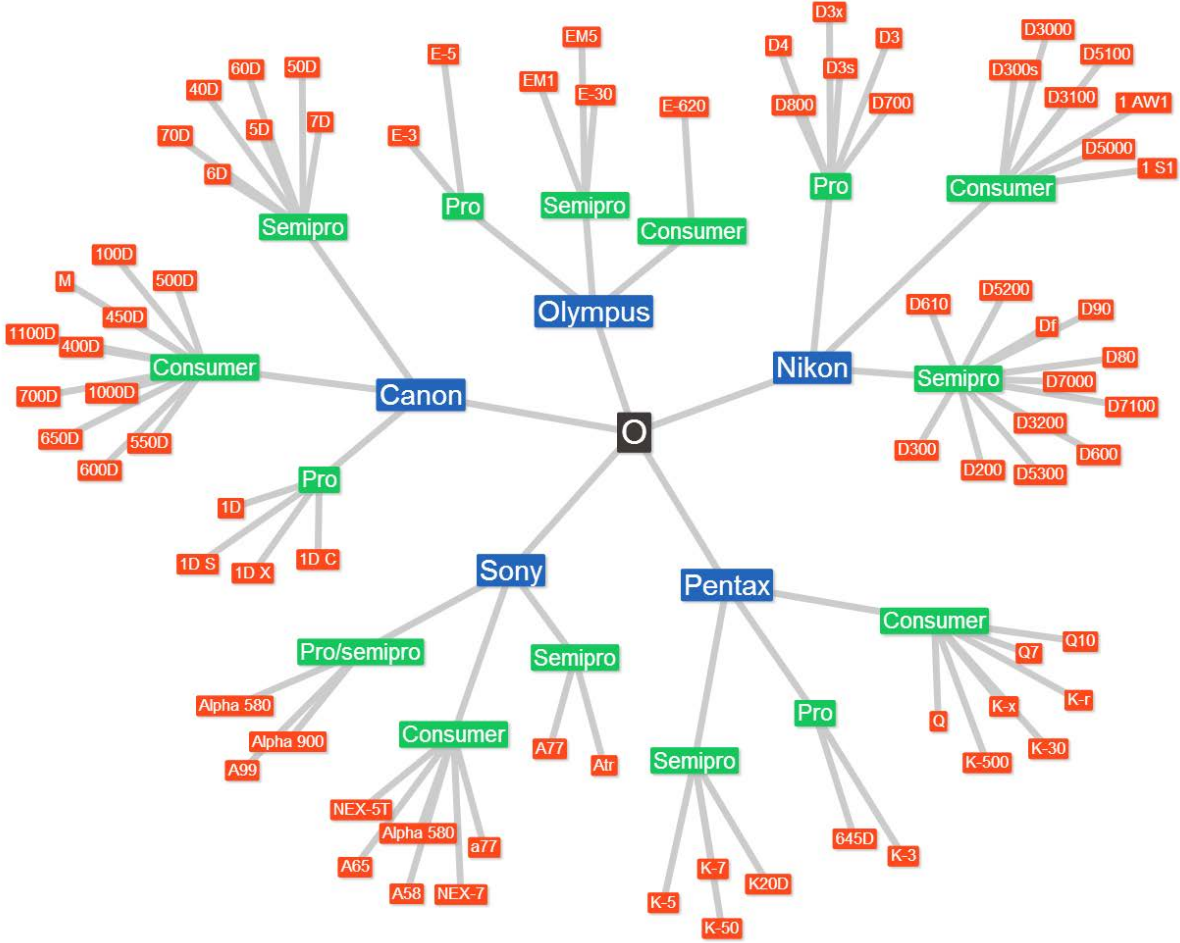 D3x
D3000
EM5
D4
D3
E-5
60D
50D
D5100
D3s
D300s
EM1
40D
E-30
D3100
1 AW1
E-620
D800
D700
7D
5D
70D
E-3
D5000
1 S1
6D
Pro
Consumer
Pro
Semipro
Semipro
Consumer
100D
500D
M
D5200
D610
D90
Olympus
450D
Df
1100D
400D
D80
Consumer
Nikon
Semipro
D7000
Canon
1000D
700D
D7100
D3200
O
650D
550D
D300
D600
600D
D200
D5300
Pro
1D
1D S
1D X
1D C
Sony
Pentax
Consumer
Q10
Pro/semipro
Semipro
Q7
K-r
Alpha 580
K-x
Pro
Q
Consumer
Alpha 900
A77
K-30
Semipro
Atr
K-500
A99
NEX-5T
Alpha 580
a77
645D
K-3
A65
K-7
K20D
A58
NEX-7
K-5
K-50